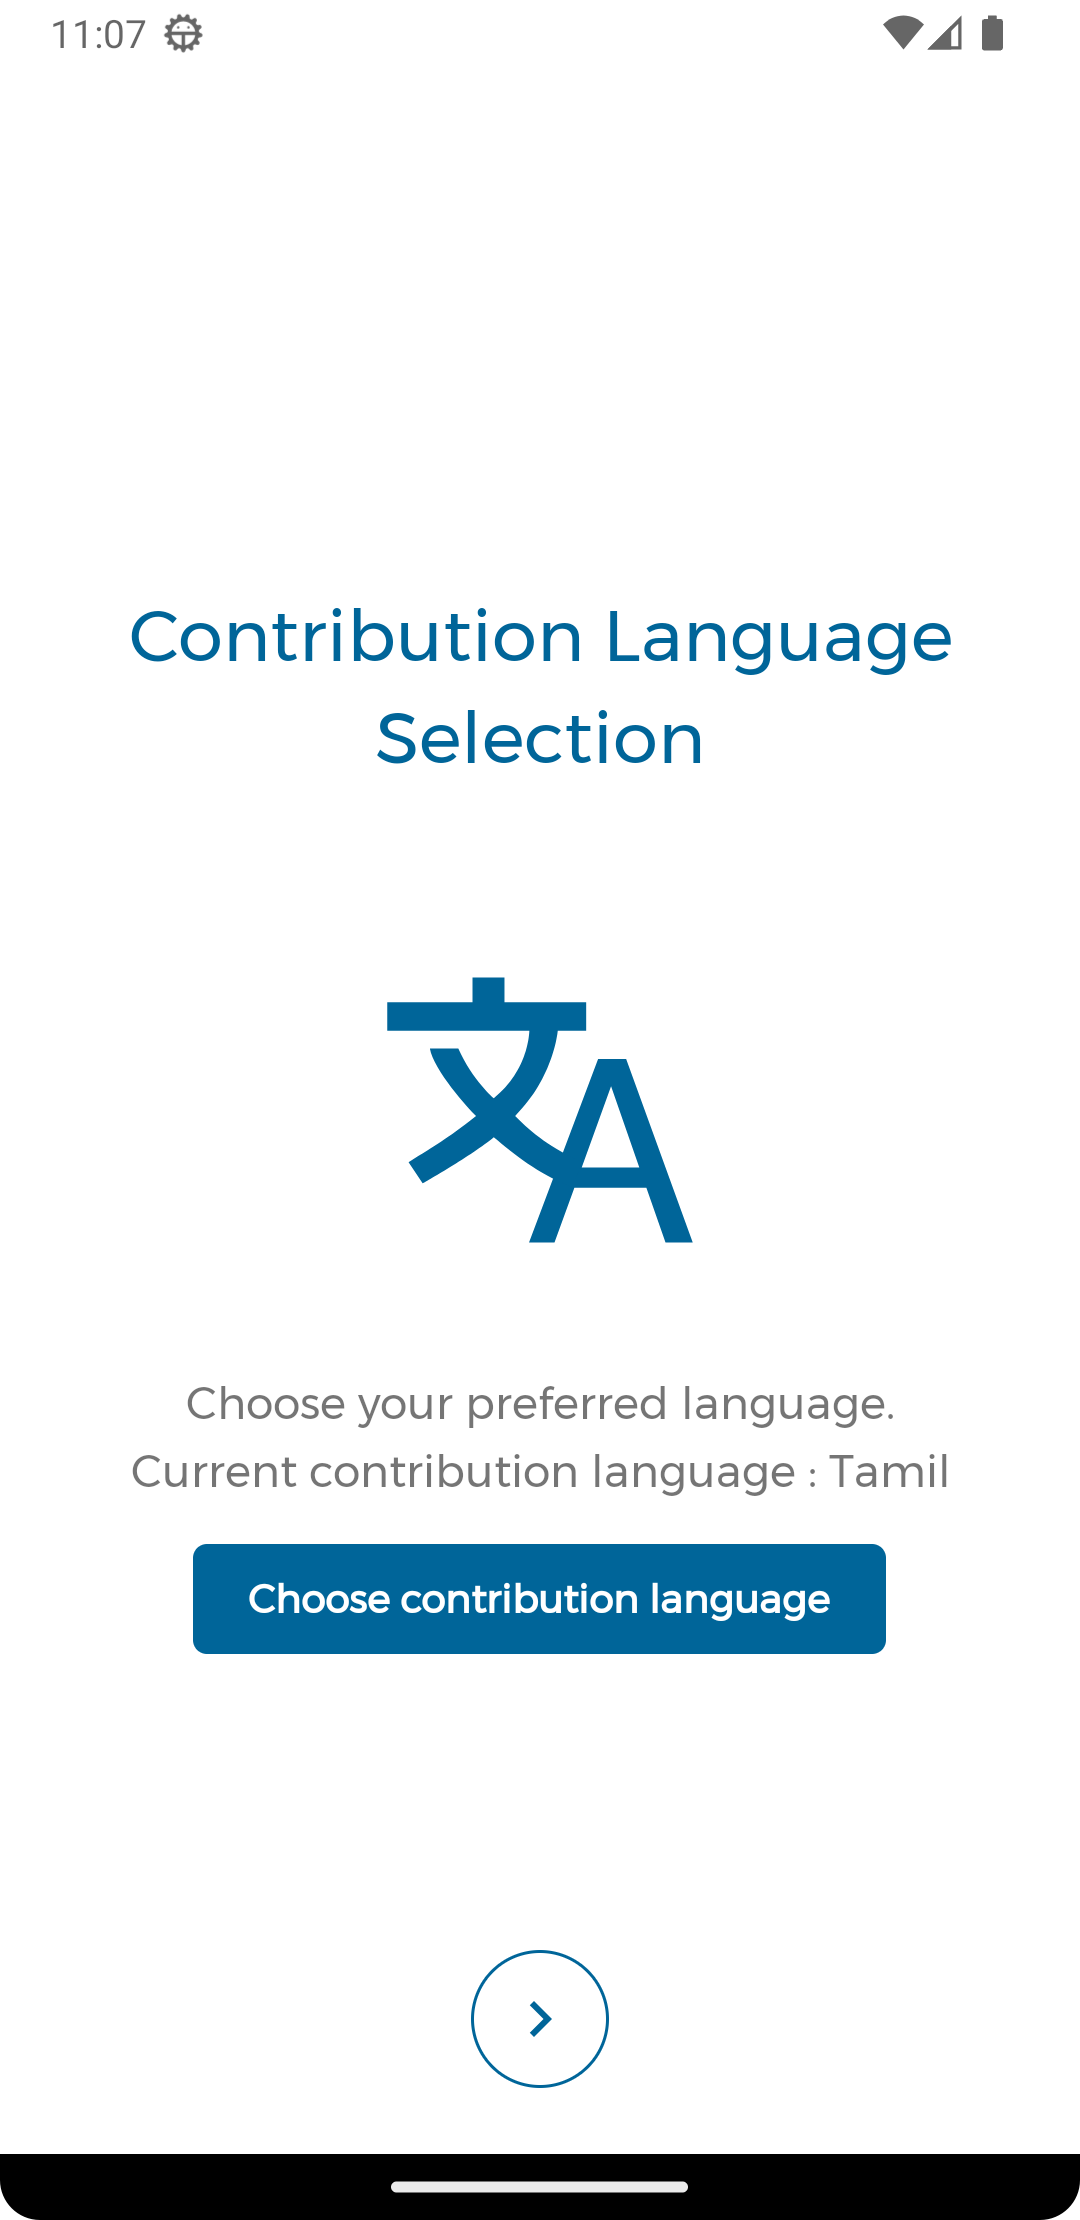 11:07
Contribution Language
Selection
文A
Choose your preferred language.
Current contribution language : Tamil
Choose contribution language